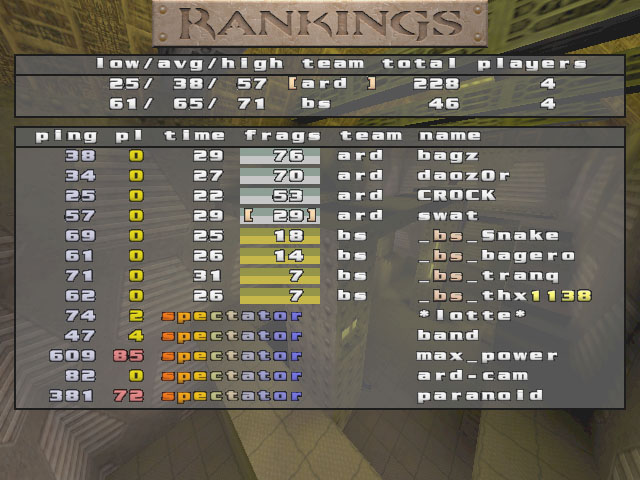 RANKINGS
low/avg/high team total players
25/ 38/ 57 [ard ] 228 4
61/ 65/ 71 bs 46 4
ping pl time frags team name
38 0 29 76 ard bagz
34 0 27 70 ard daoz0r
25 0 22 53 ard CROCK
57 0 29 [ 29] ard swat
69 0 25 18 bs _bs_Snake
61 0 26 14 bs _bs_bagero
71 0 31 7 bs _bs_tranq
62 0 26 7 bs _bs_thx1138
74 2 spectator *lotte*
47 4 spectator band
609 85 spectator max_power
82 0 spectator ard-cam
381 72 spectator paranoid